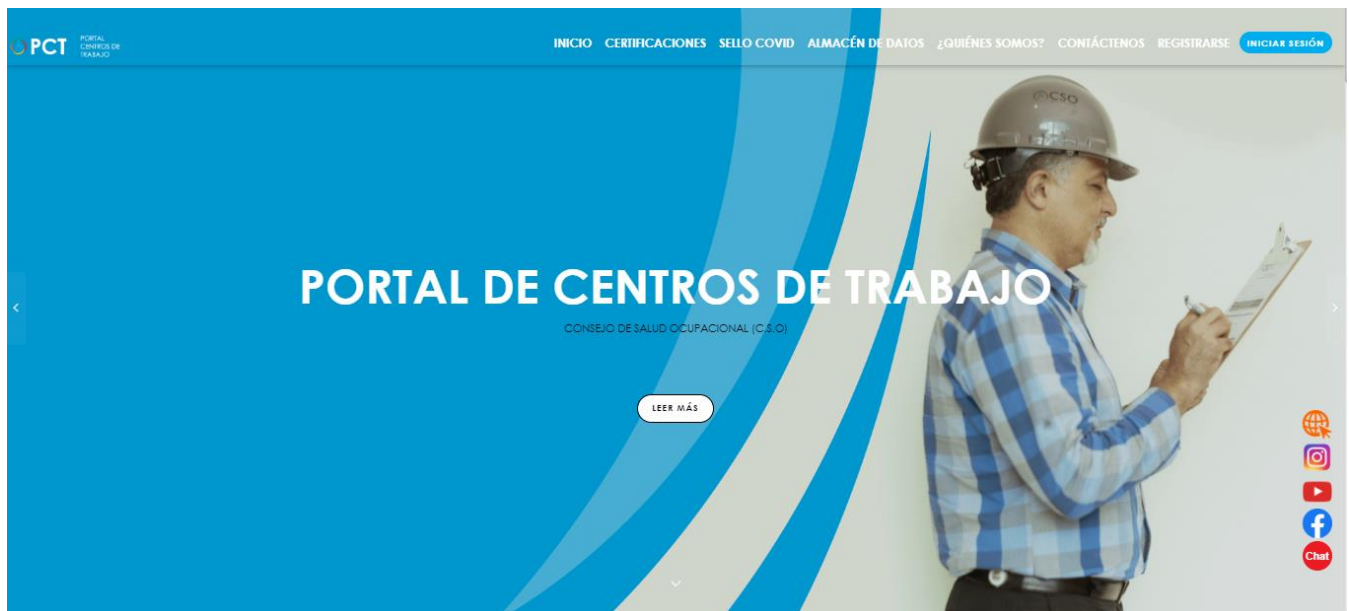 PCT
PORTAL
CENTROS DE
TRABAJO
INICIO CERTIFICACIONES SELLO COVID ALMACÉN DE DATOS ¿QUIÉNES SOMOS? CONTÁCTENOS REGISTRARSE INICIAR SESIÓN
CSO
PORTAL DE CENTROS DE TRABAJO
CONSEJO DE SALUD OCUPACIONAL (C.S.O)
LEER MÁS
Chat